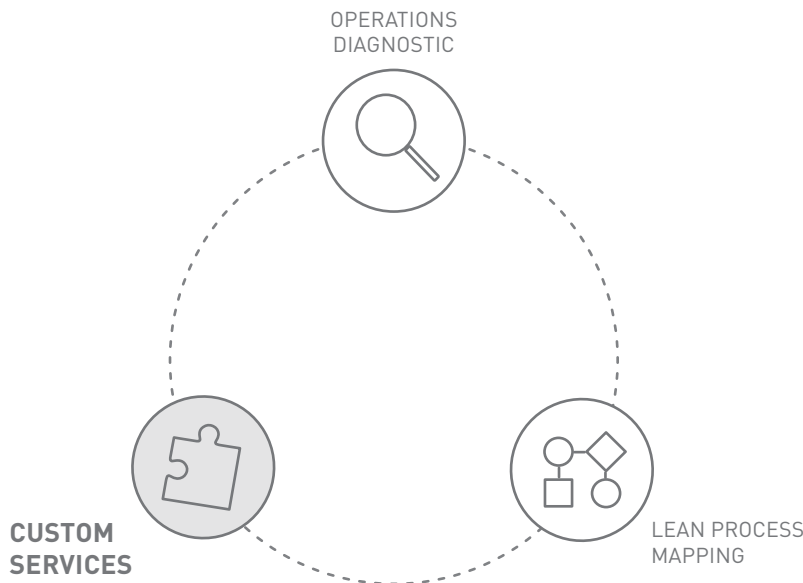 OPERATIONS
DIAGNOSTIC
CUSTOM
SERVICES
LEAN PROCESS
MAPPING